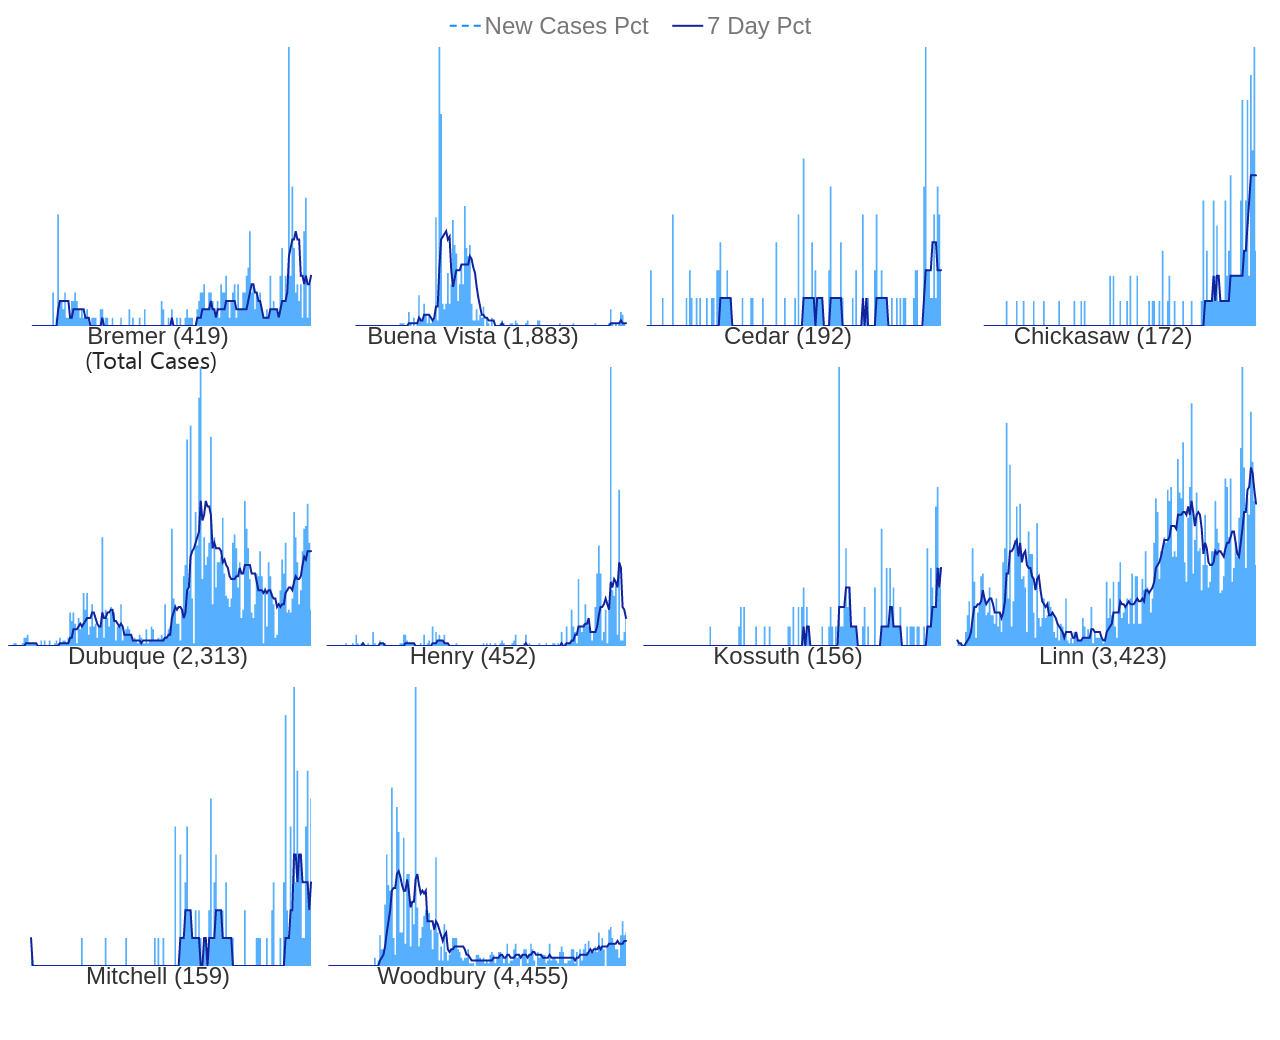 New Cases Pct 7 Day Pct
Bremer (419) Buena Vista (1,883) Cedar (192) Chickasaw (172)
(Total Cases)
Dubuque (2,313) Henry (452) Kossuth (156) Linn (3,423)
Mitchell (159) Woodbury (4,455)